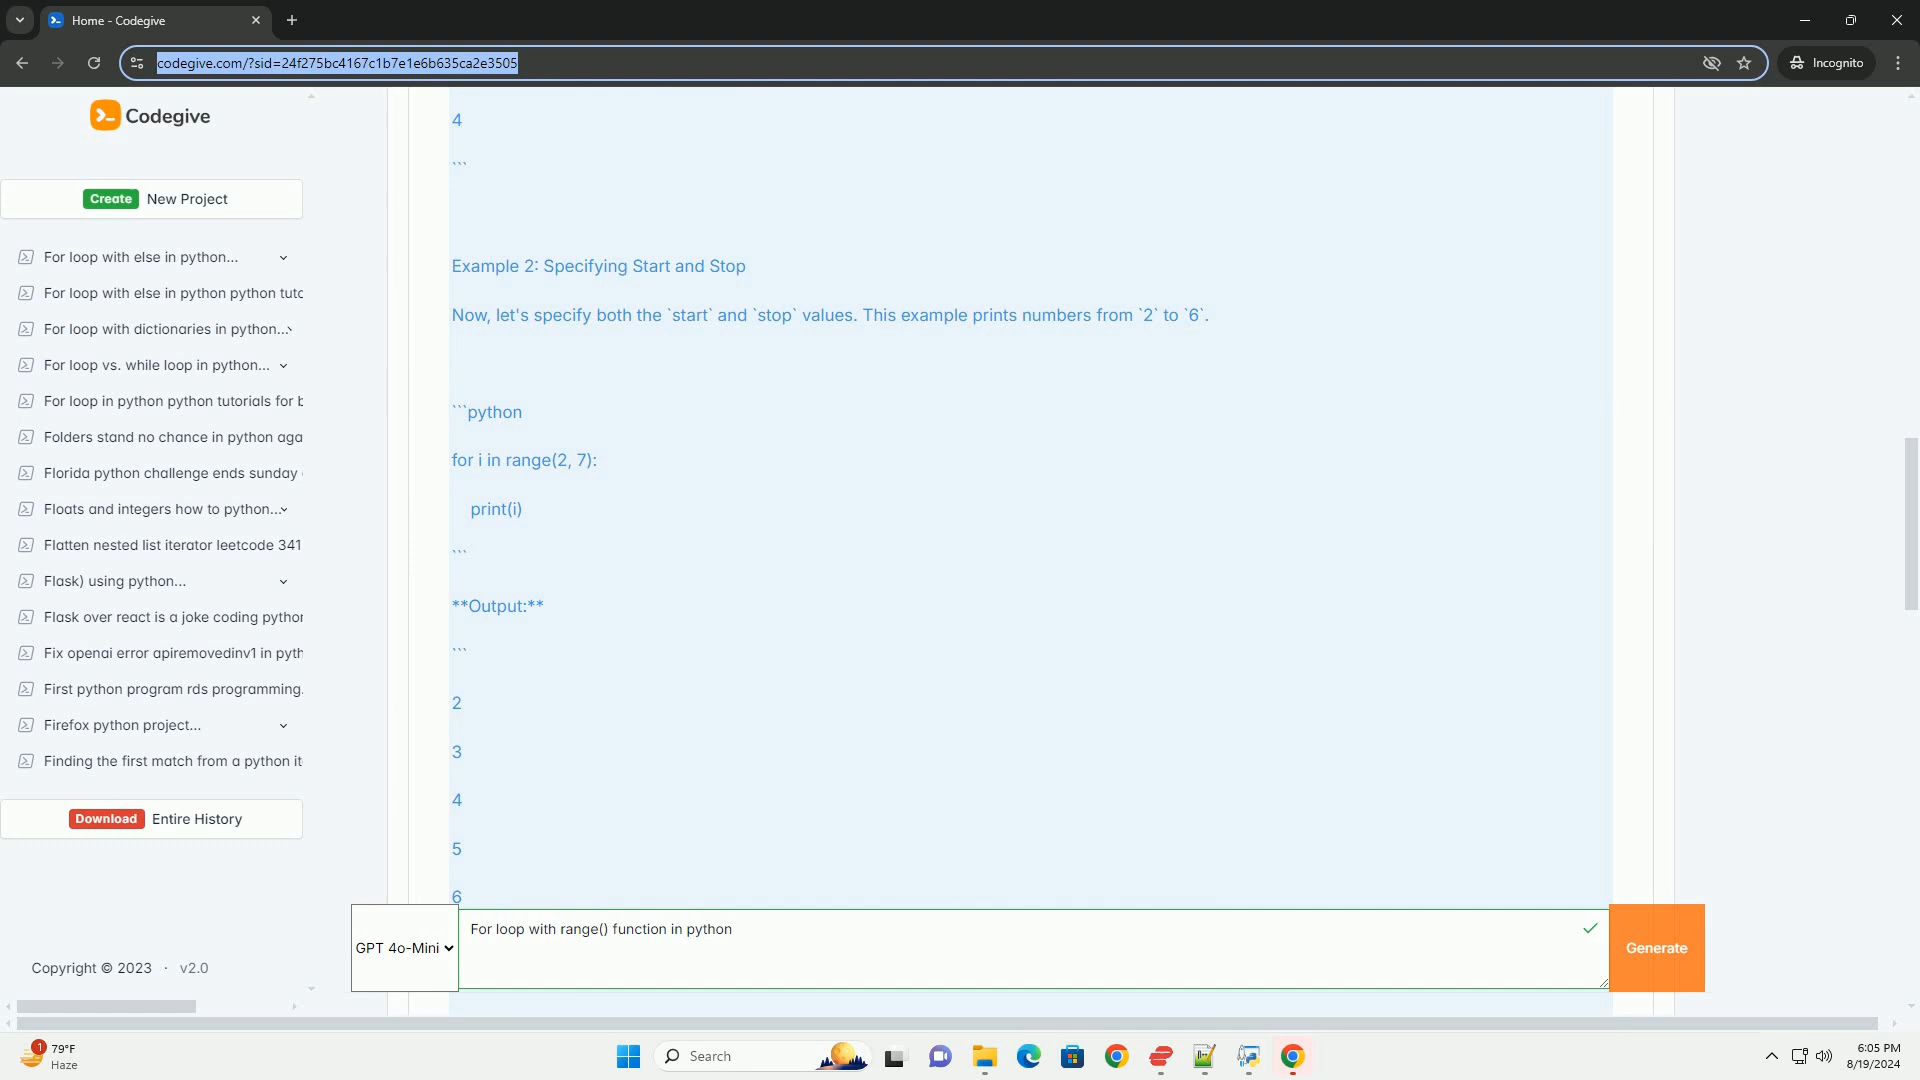 Home - Codegive
codegive.com/?sid=24f275bc4167c1b7e1e6b635ca2e3505
Incognito
Codegive
Create New Project
For loop with else in python...
For loop with else in python python tuto
For loop with dictionaries in python...
For loop vs. while loop in python...
For loop in python python tutorials for b
Folders stand no chance in python aga
Florida python challenge ends sunday
Floats and integers how to python...
Flatten nested list iterator leetcode 341
Flask) using python...
Flask over react is a joke coding python
Fix openai error apiremovedinv1 in pyth
First python program rds programming.
Firefox python project...
Finding the first match from a python it
Download Entire History
Copyright © 2023 · v2.0
4
```
Example 2: Specifying Start and Stop
Now, let's specify both the `start` and `stop` values. This example prints numbers from `2` to `6`.
```python
for i in range(2, 7):
    print(i)
```
**Output:**
```
2
3
4
5
6
GPT 4o-Mini
For loop with range() function in python
Generate
1
79°F
Haze
Search
6:05 PM
8/19/2024